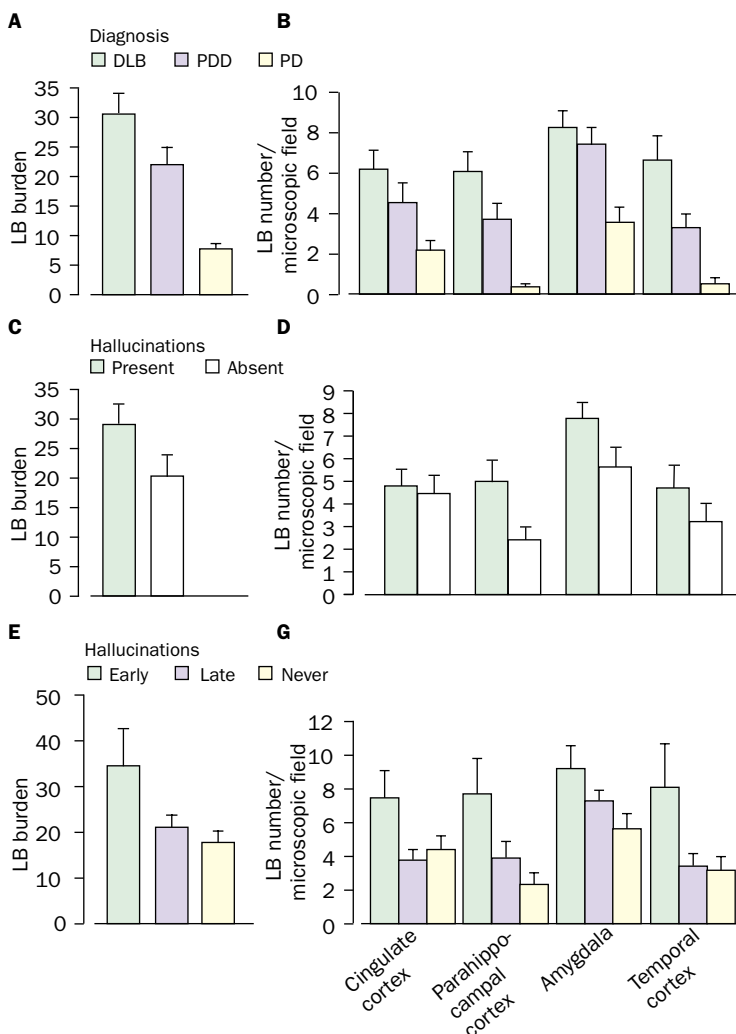 A
B
Diagnosis
DLB PDD PD
35
30
25
20
15
10
5
0
LB burden
10
8
6
4
2
0
LB number/
microscopic field
C
D
Hallucinations
Present Absent
35
30
25
20
15
10
5
0
LB burden
9
8
7
6
5
4
3
2
1
0
LB number/
microscopic field
E
G
Hallucinations
Early Late Never
50
40
30
20
10
0
LB burden
12
10
8
6
4
2
0
LB number/
microscopic field
Cingulate
cortex
Parahippo-
campal
cortex
Amygdala
Temporal
cortex